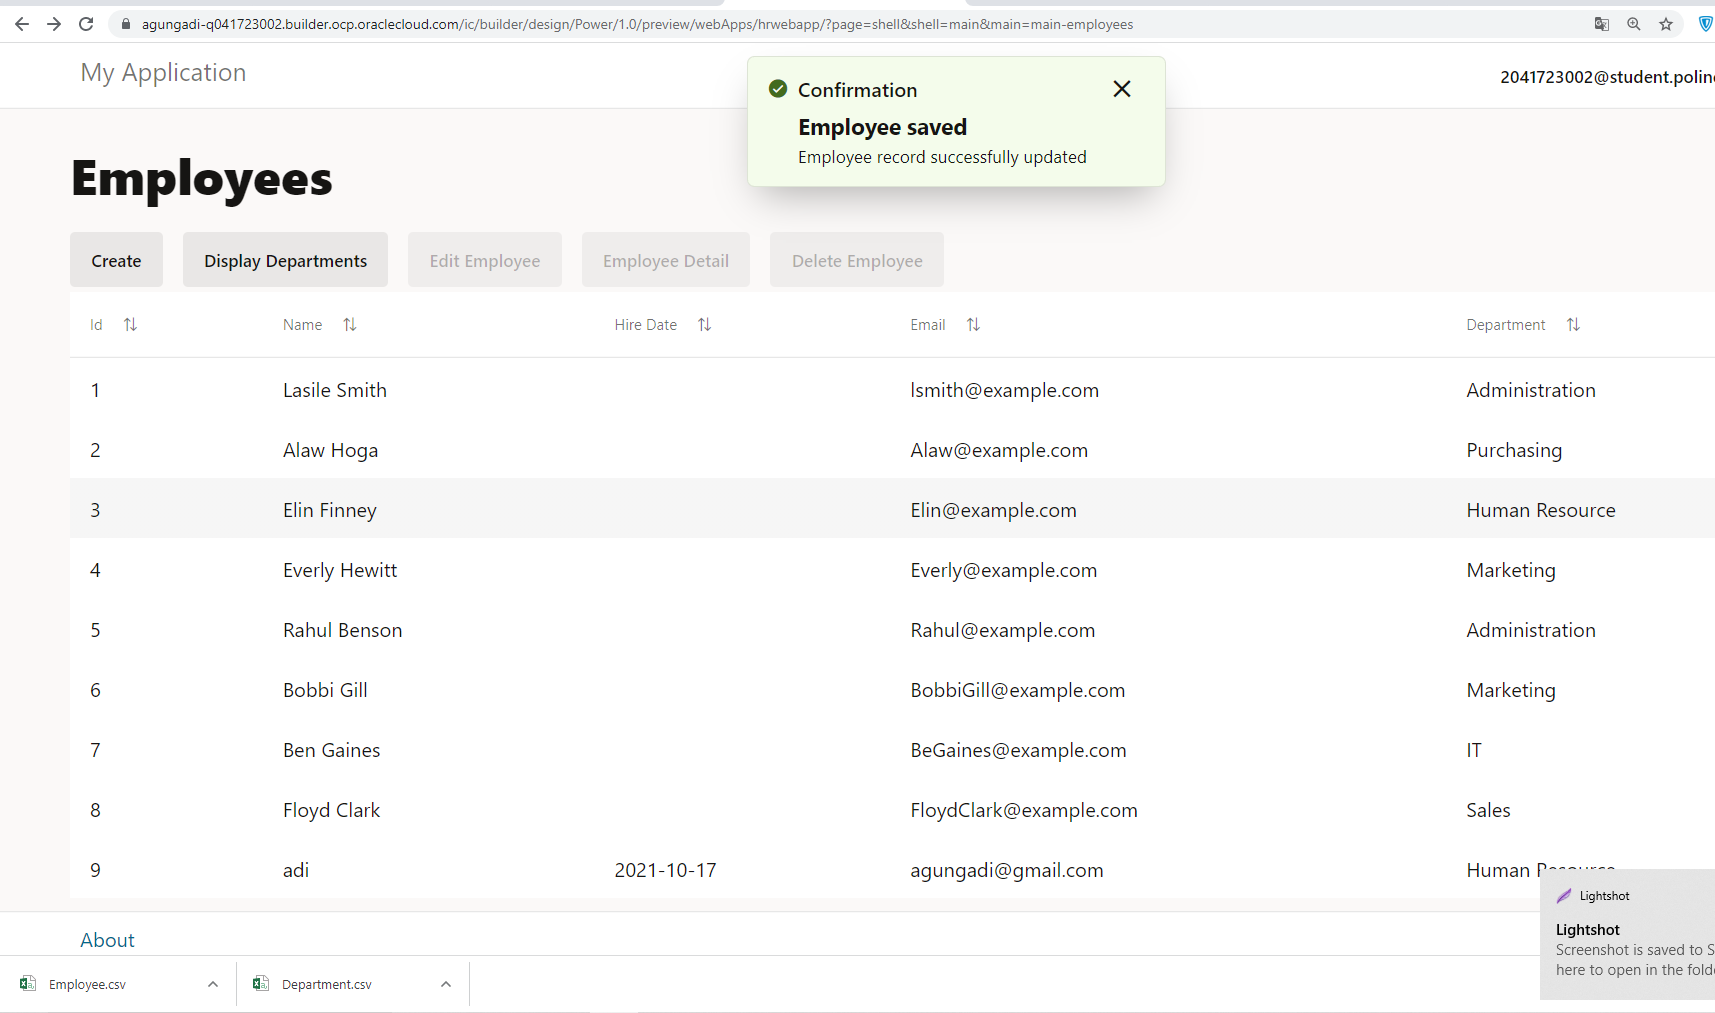 agungadi-q041723002.builder.ocp.oraclecloud.com/ic/builder/design/Power/1.0/preview/webApps/hrwebapp/?page=shell&shell=main&main=main-employees
My Application
2041723002@student.poline
Confirmation
Employee saved
Employee record successfully updated
Employees
Create Display Departments Edit Employee Employee Detail Delete Employee
Id Name Hire Date Email Department
1 Lasile Smith lsmith@example.com Administration
2 Alaw Hoga Alaw@example.com Purchasing
3 Elin Finney Elin@example.com Human Resource
4 Everly Hewitt Everly@example.com Marketing
5 Rahul Benson Rahul@example.com Administration
6 Bobbi Gill BobbiGill@example.com Marketing
7 Ben Gaines BeGaines@example.com IT
8 Floyd Clark FloydClark@example.com Sales
9 adi 2021-10-17 agungadi@gmail.com Human Resource
Lightshot
Lightshot
Screenshot is saved to S
here to open in the folde
About
Employee.csv Department.csv